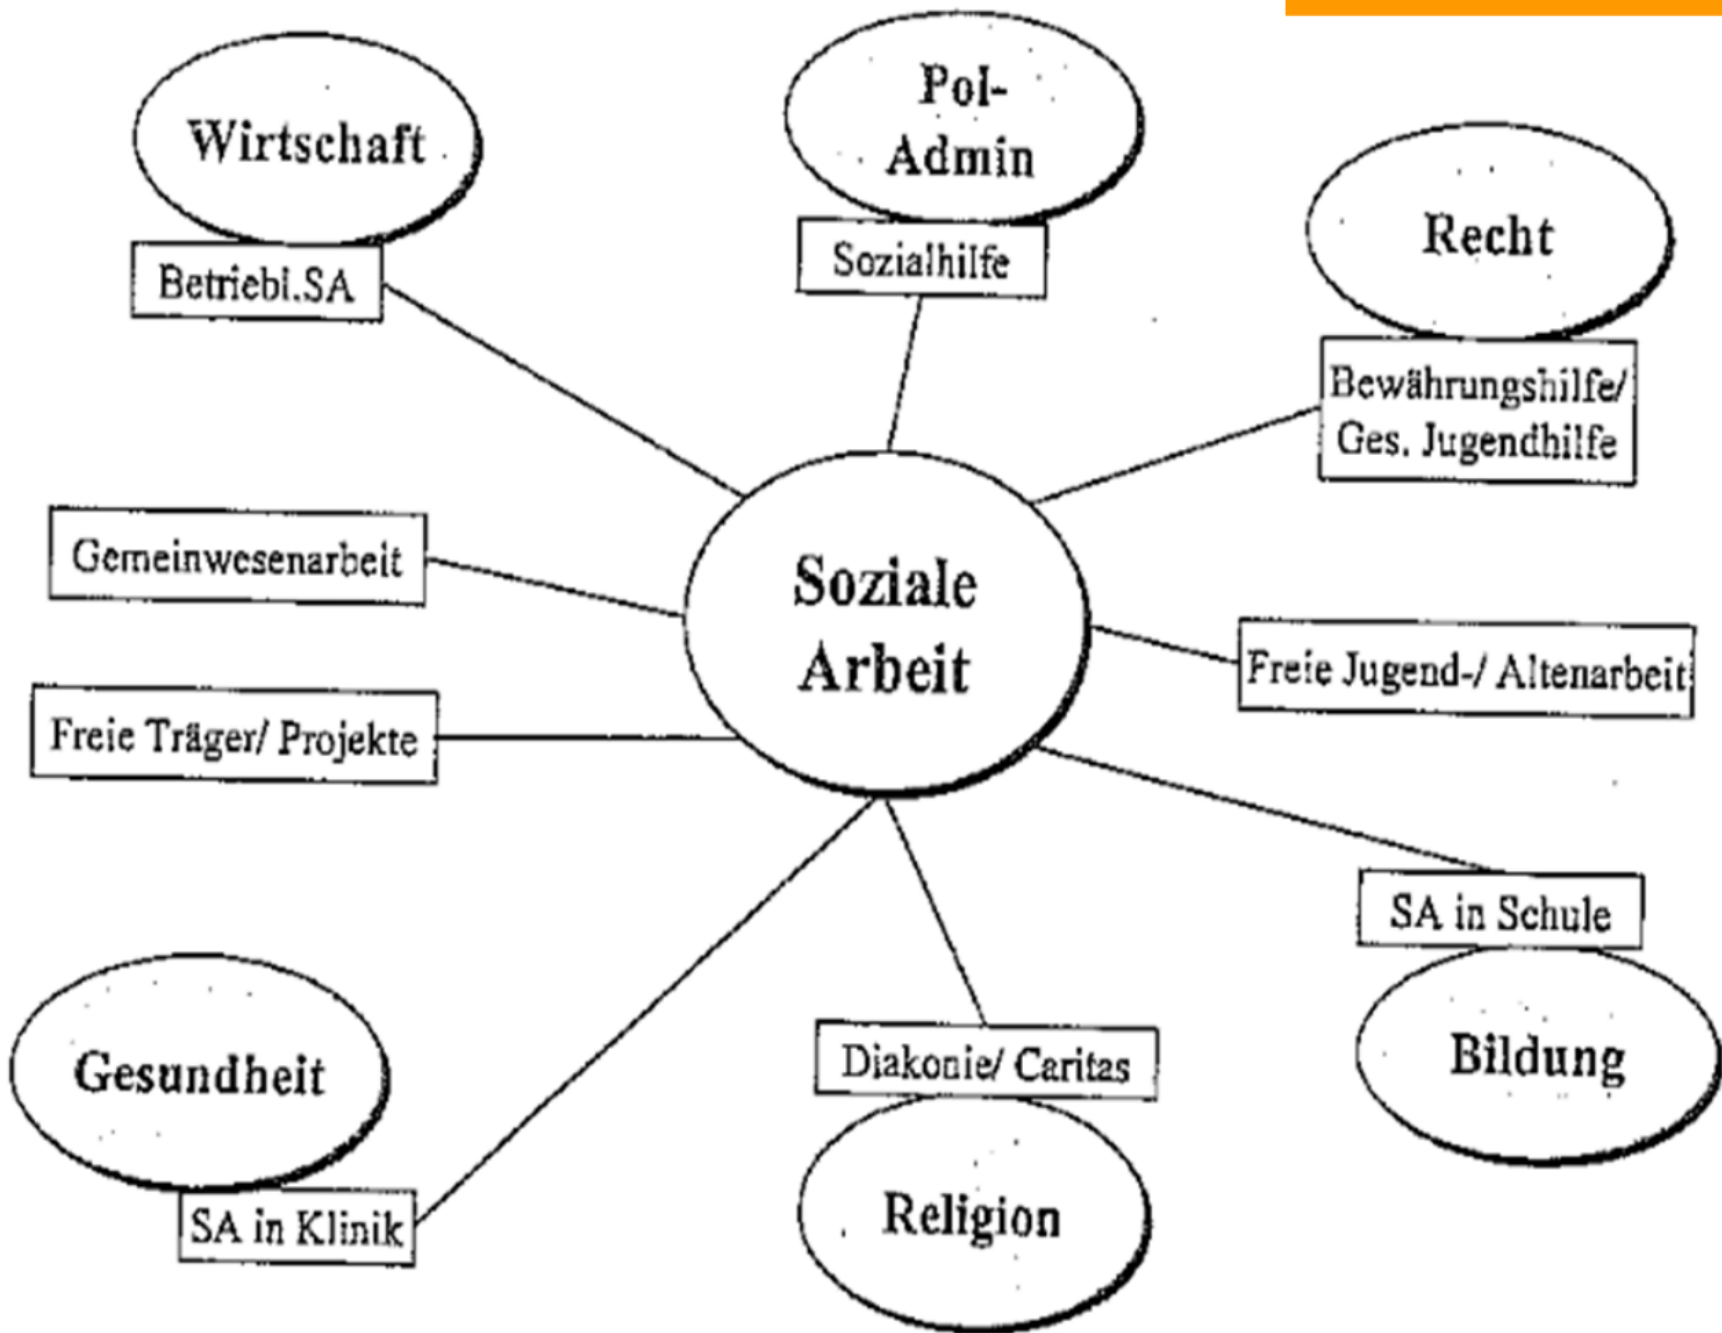 Wirtschaft
Betriebl.SA
Pol-
Admin
Sozialhilfe
Recht
Bewährungshilfe/
Ges. Jugendhilfe
Gemeinwesenarbeit
Soziale
Arbeit
Freie Jugend-/ Altenarbeit
Freie Träger/ Projekte
SA in Schule
Bildung
Gesundheit
SA in Klinik
Diakonie/ Caritas
Religion